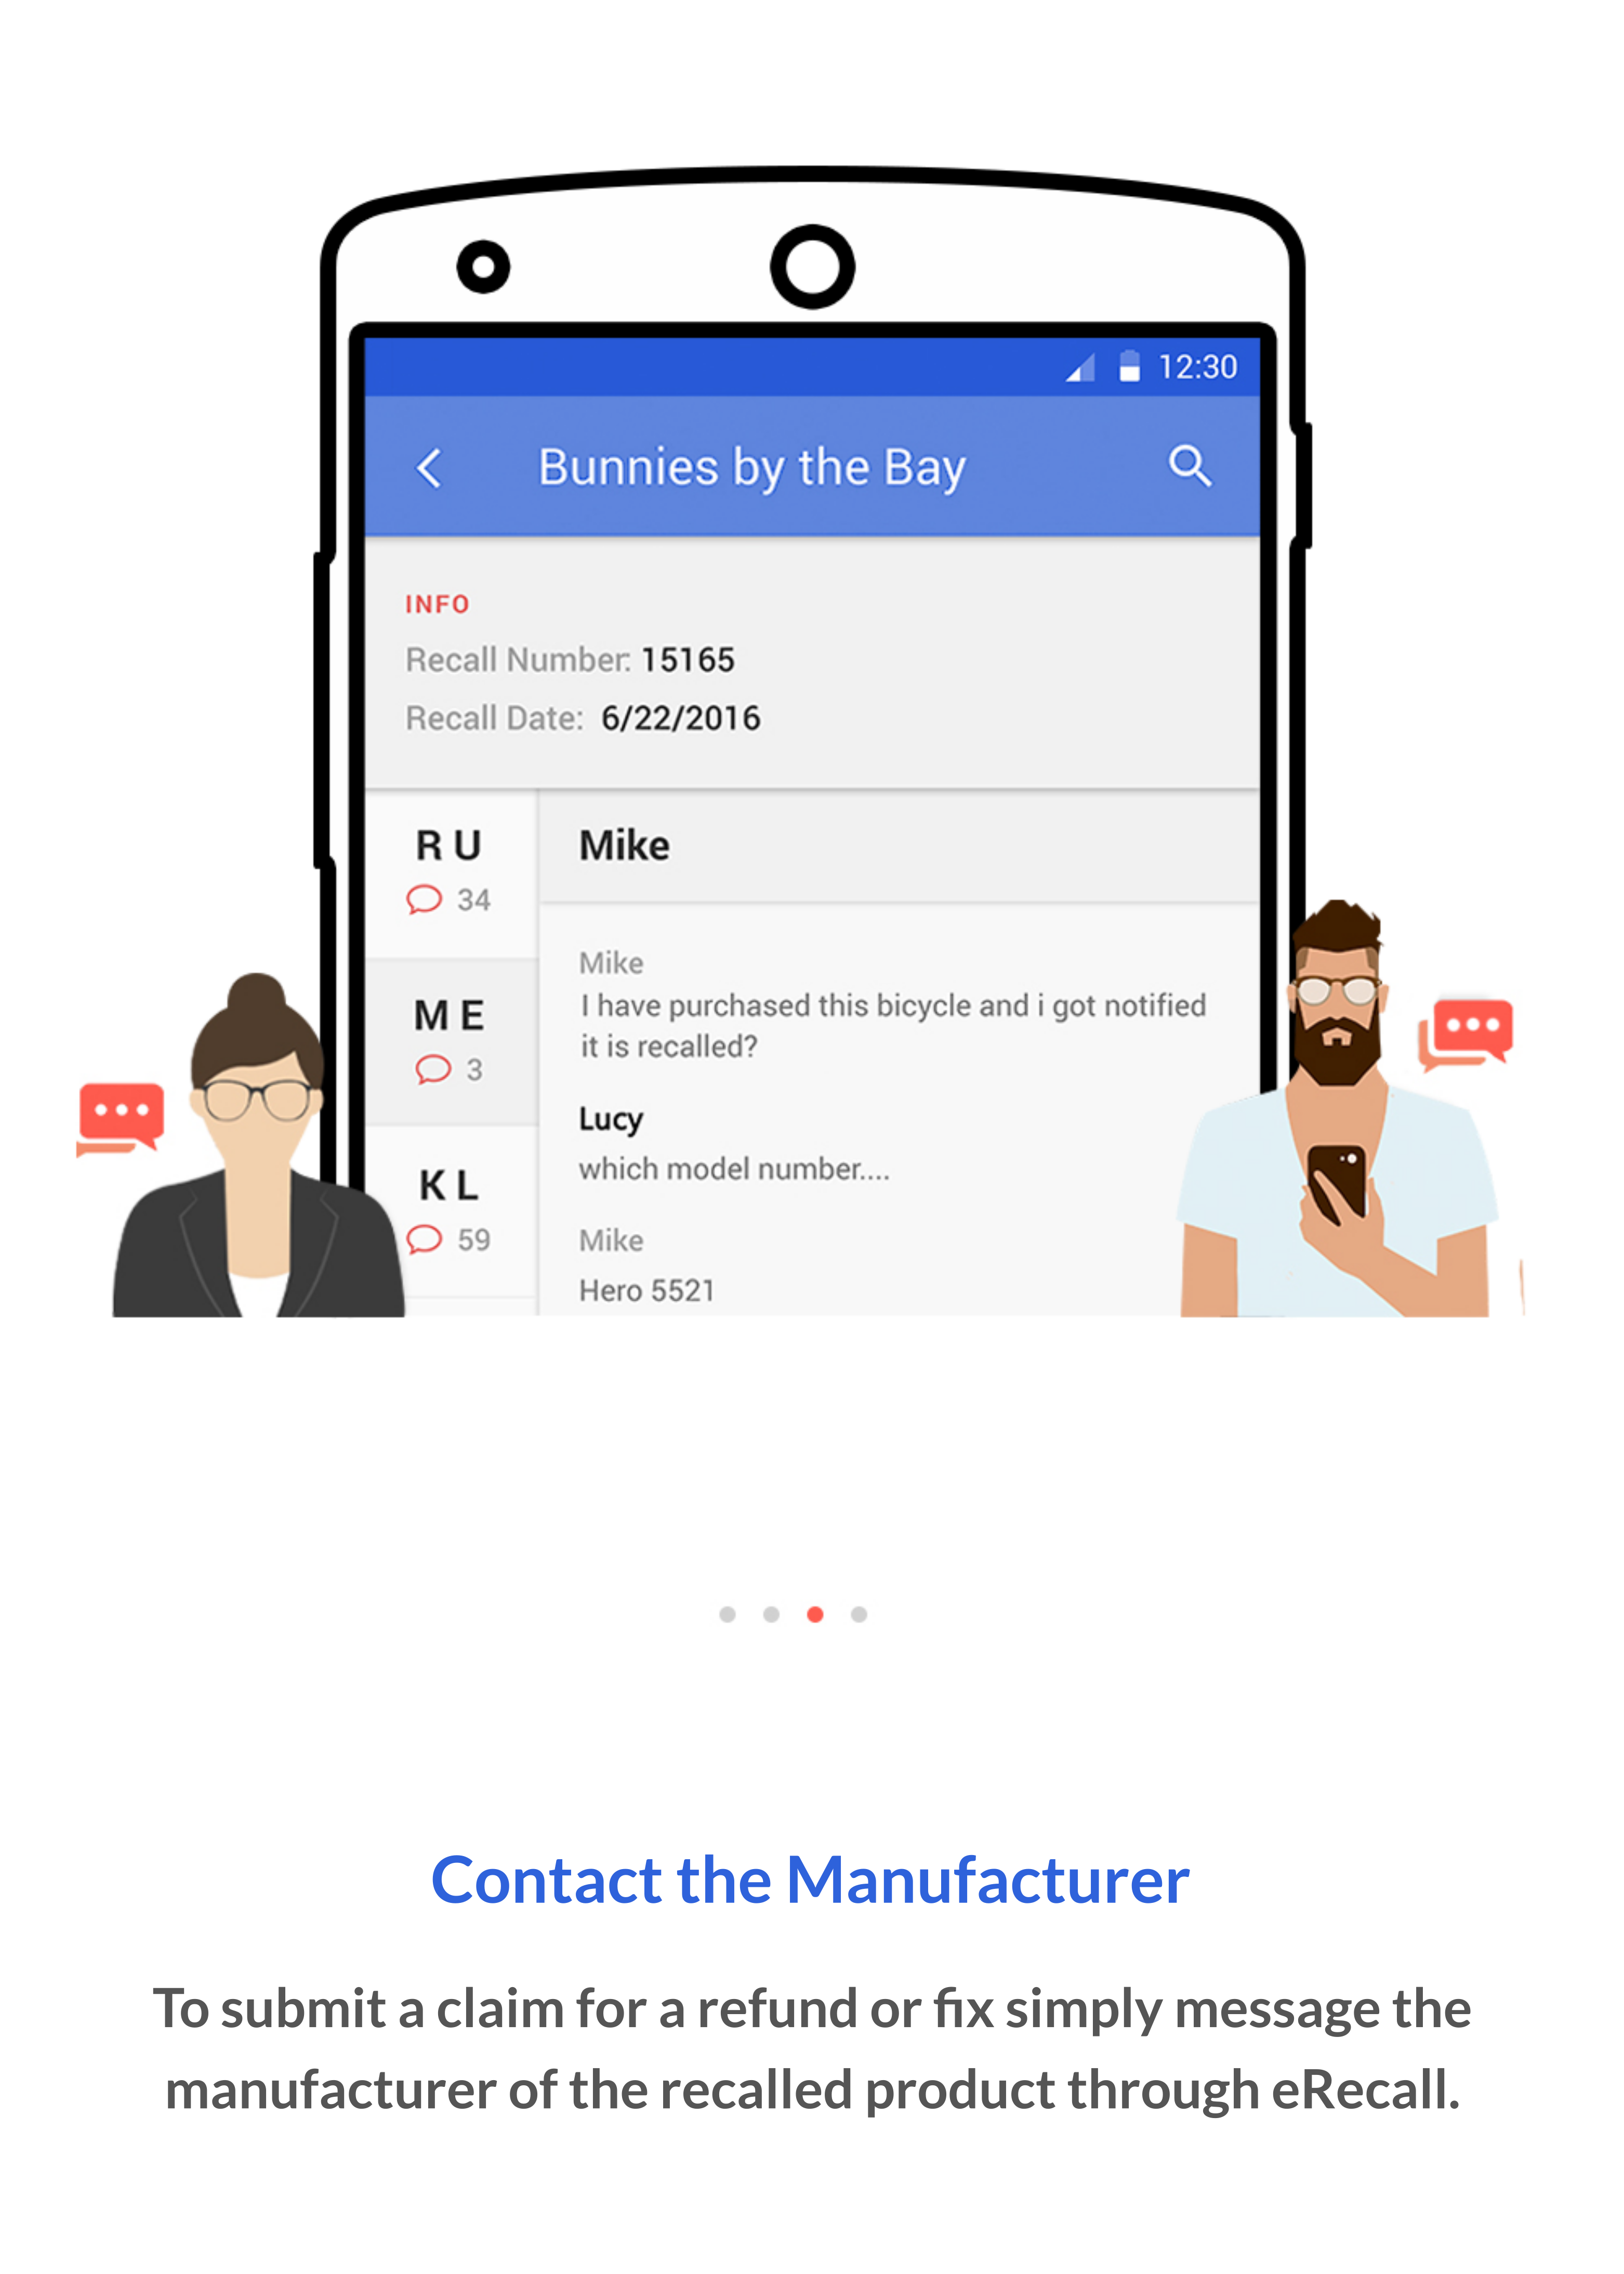 12:30
Bunnies by the Bay
INFO
Recall Number: 15165
Recall Date: 6/22/2016
R U
34
M E
3
K L
59
Mike
Mike
I have purchased this bicycle and i got notified
it is recalled?
Lucy
which model number....
Mike
Hero 5521
Contact the Manufacturer
To submit a claim for a refund or fix simply message the
manufacturer of the recalled product through eRecall.